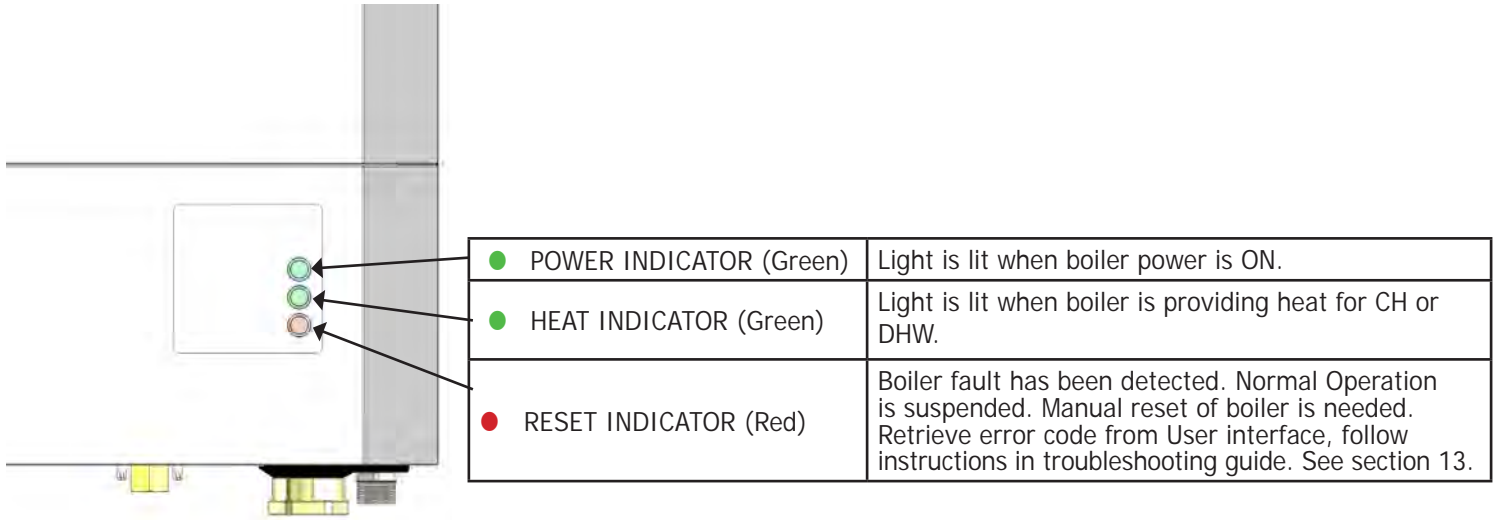 POWER INDICATOR (Green)
Light is lit when boiler power is ON.
HEAT INDICATOR (Green)
Light is lit when boiler is providing heat for CH or
DHW.
RESET INDICATOR (Red)
Boiler fault has been detected. Normal Operation
is suspended. Manual reset of boiler is needed.
Retrieve error code from User interface, follow
instructions in troubleshooting guide. See section 13.